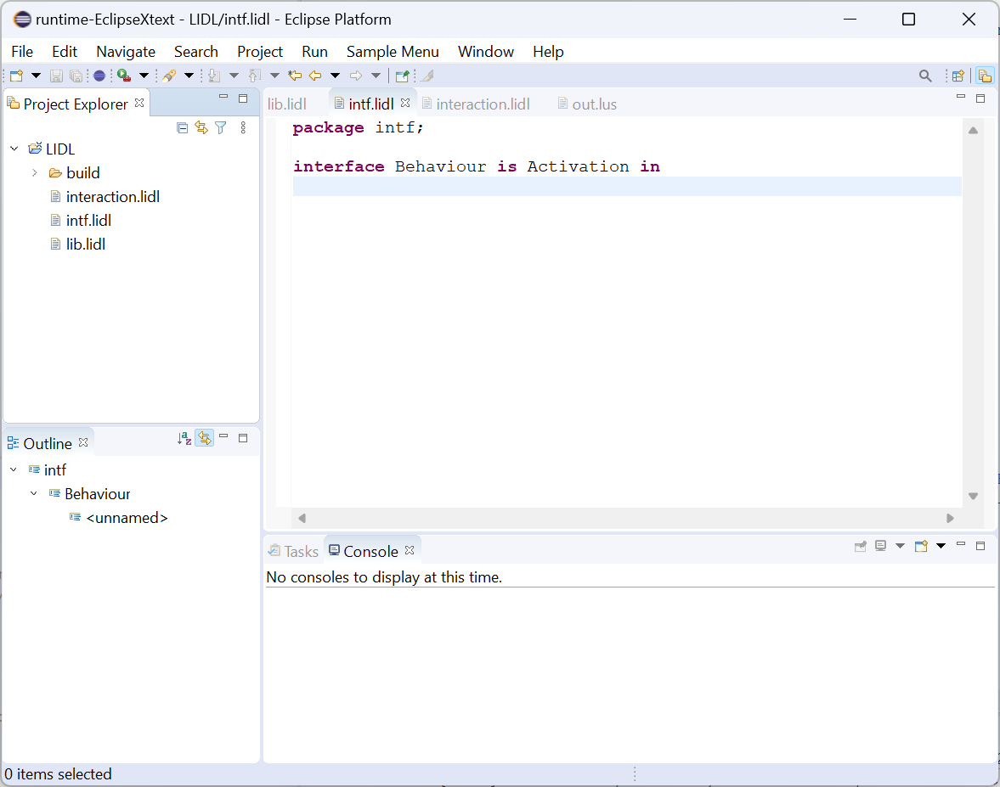 runtime-EclipseXtext - LIDL/intf.lidl - Eclipse Platform
File Edit Navigate Search Project Run Sample Menu Window Help
Project Explorer
LIDL
build
interaction.lidl
intf.lidl
lib.lidl
lib.lidl intf.lidl interaction.lidl out.lus
package intf;
interface Behaviour is Activation in
Outline
intf
Behaviour
<unnamed>
Tasks Console
No consoles to display at this time.
0 items selected